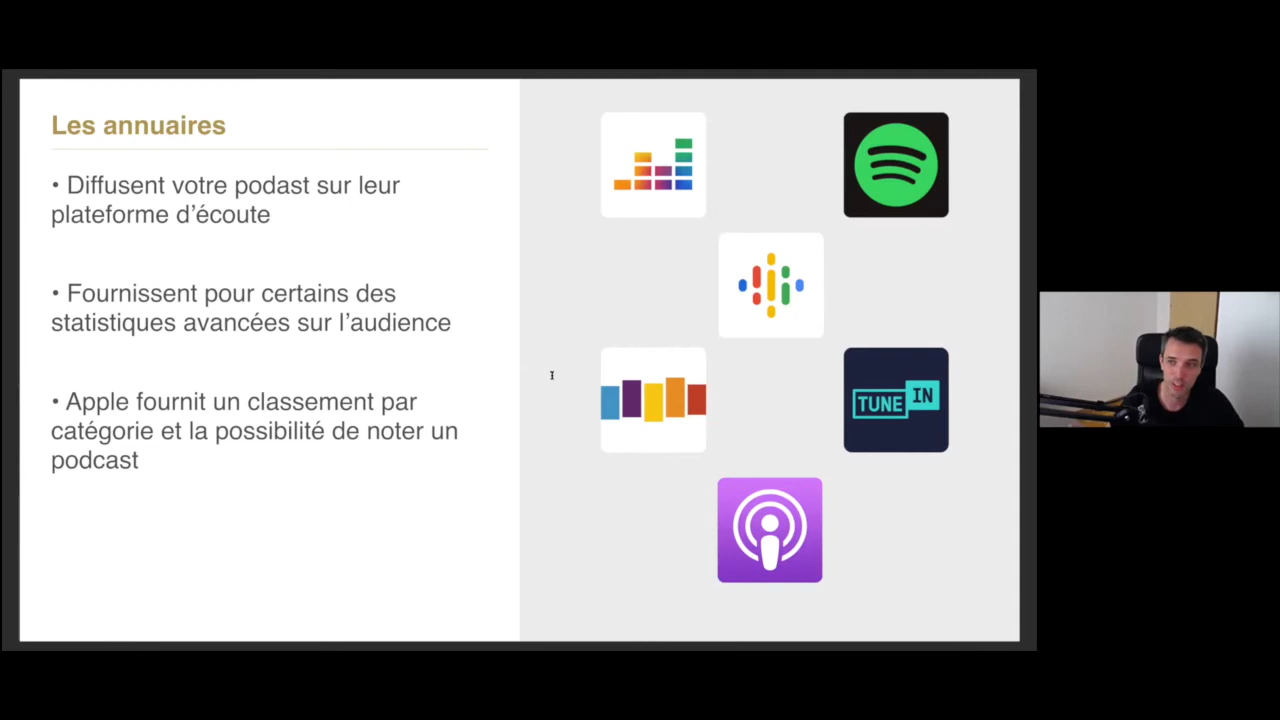 Les annuaires
• Diffusent votre podast sur leur
plateforme d’écoute
• Fournissent pour certains des
statistiques avancées sur l’audience
• Apple fournit un classement par
catégorie et la possibilité de noter un
podcast
TUNE IN